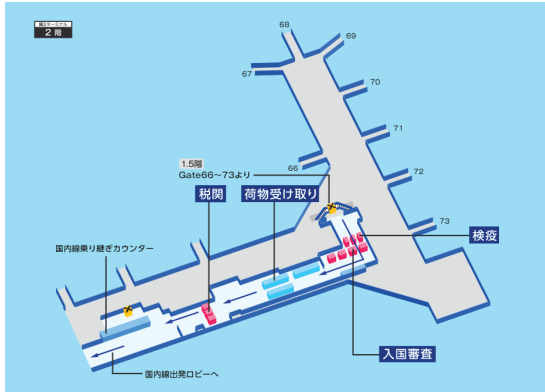 第2ターミナル
2 階
68
69
67
70
71
1.5階
Gate66～73より
66
72
税関
荷物受け取り
73
検疫
国内線乗り継ぎカウンター
入国審査
国内線出発ロビーへ